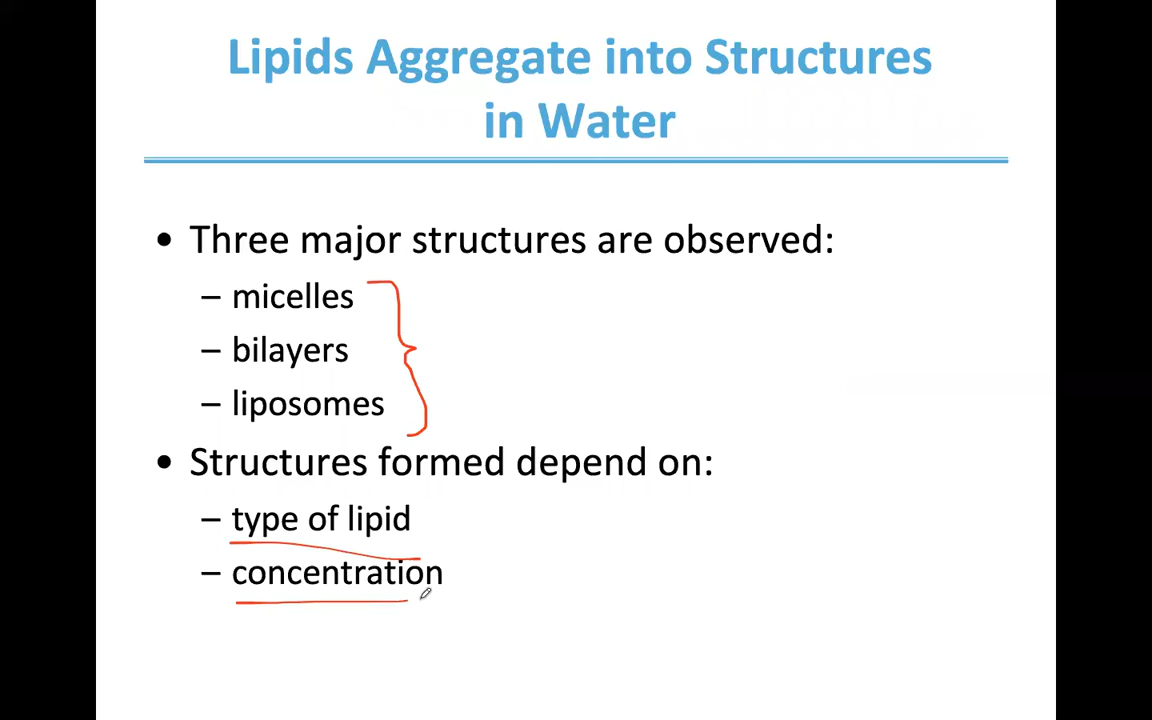 Lipids Aggregate into Structures
in Water
• Three major structures are observed:
– micelles
– bilayers
– liposomes
• Structures formed depend on:
– type of lipid
– concentration